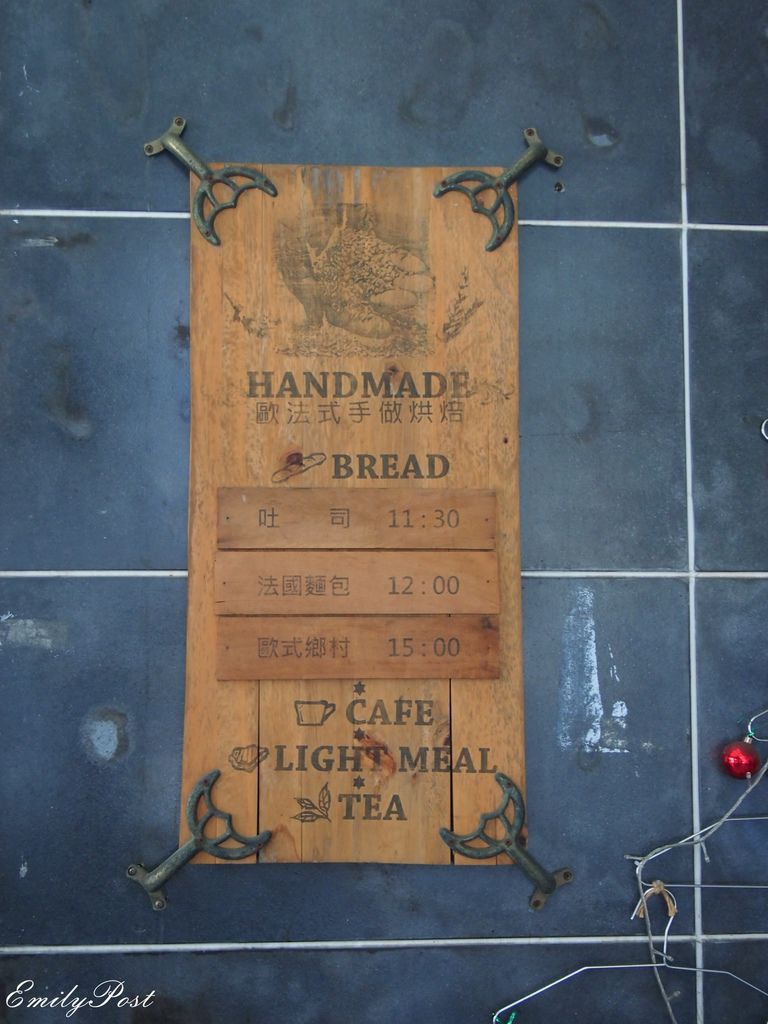 HANDMADE
歐法式手做烘焙
BREAD
吐 司 11:30
法國麵包 12:00
歐式鄉村 15:00
CAFE
LIGHT MEAL
TEA
EmilyPost